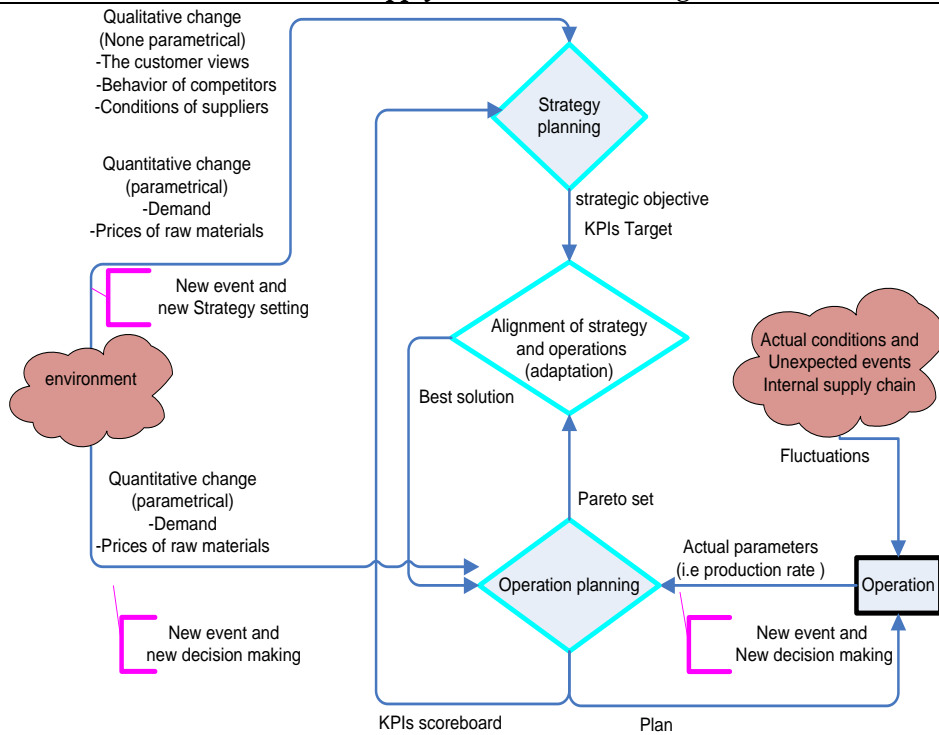 Qualitative change
(None parametrical)
-The customer views
-Behavior of competitors
-Conditions of suppliers
Strategy
planning
Quantitative change
(parametrical)
-Demand
-Prices of raw materials
strategic objective
KPIs Target
New event and
new Strategy setting
Alignment of strategy
and operations
(adaptation)
Actual conditions and
Unexpected events
Internal supply chain
environment
Best solution
Fluctuations
Quantitative change
(parametrical)
-Demand
-Prices of raw materials
Pareto set
Actual parameters
(i.e production rate )
Operation planning
Operation
New event and
new decision making
New event and
New decision making
KPIs scoreboard
Plan